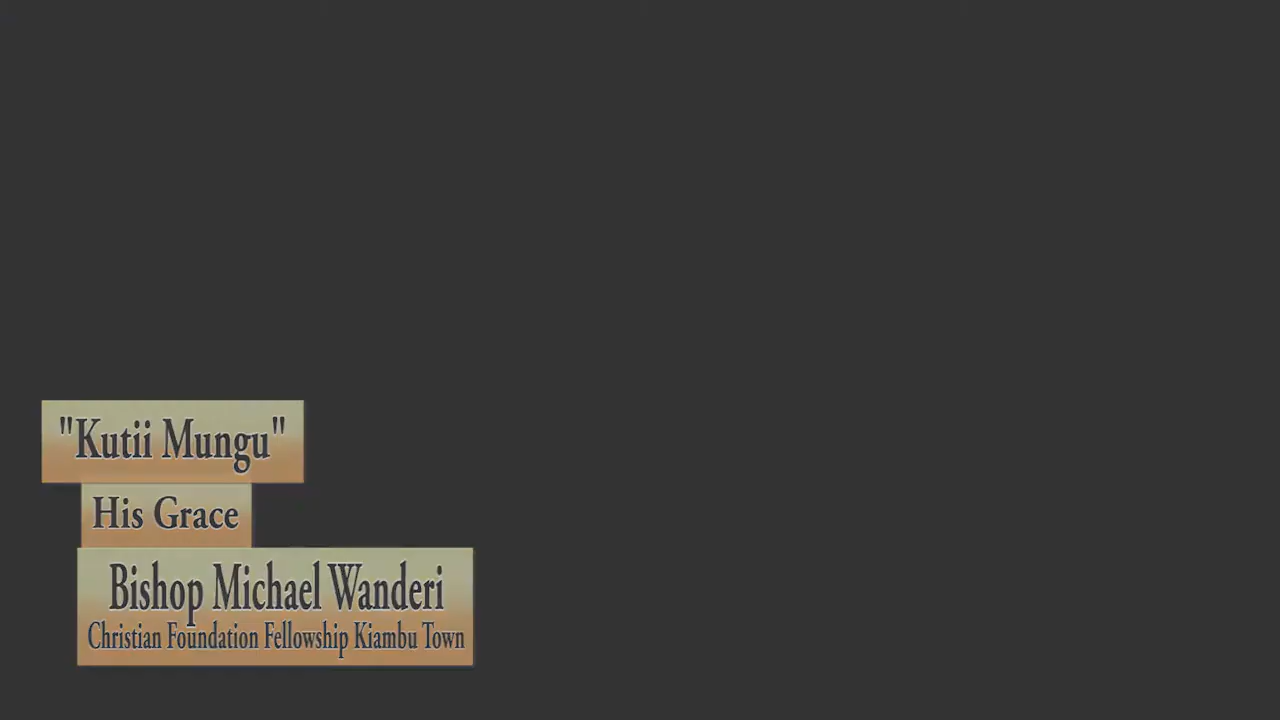 "Kutii Mungu"
His Grace
Bishop Michael Wanderi
Christian Foundation Fellowship Kiambu Town